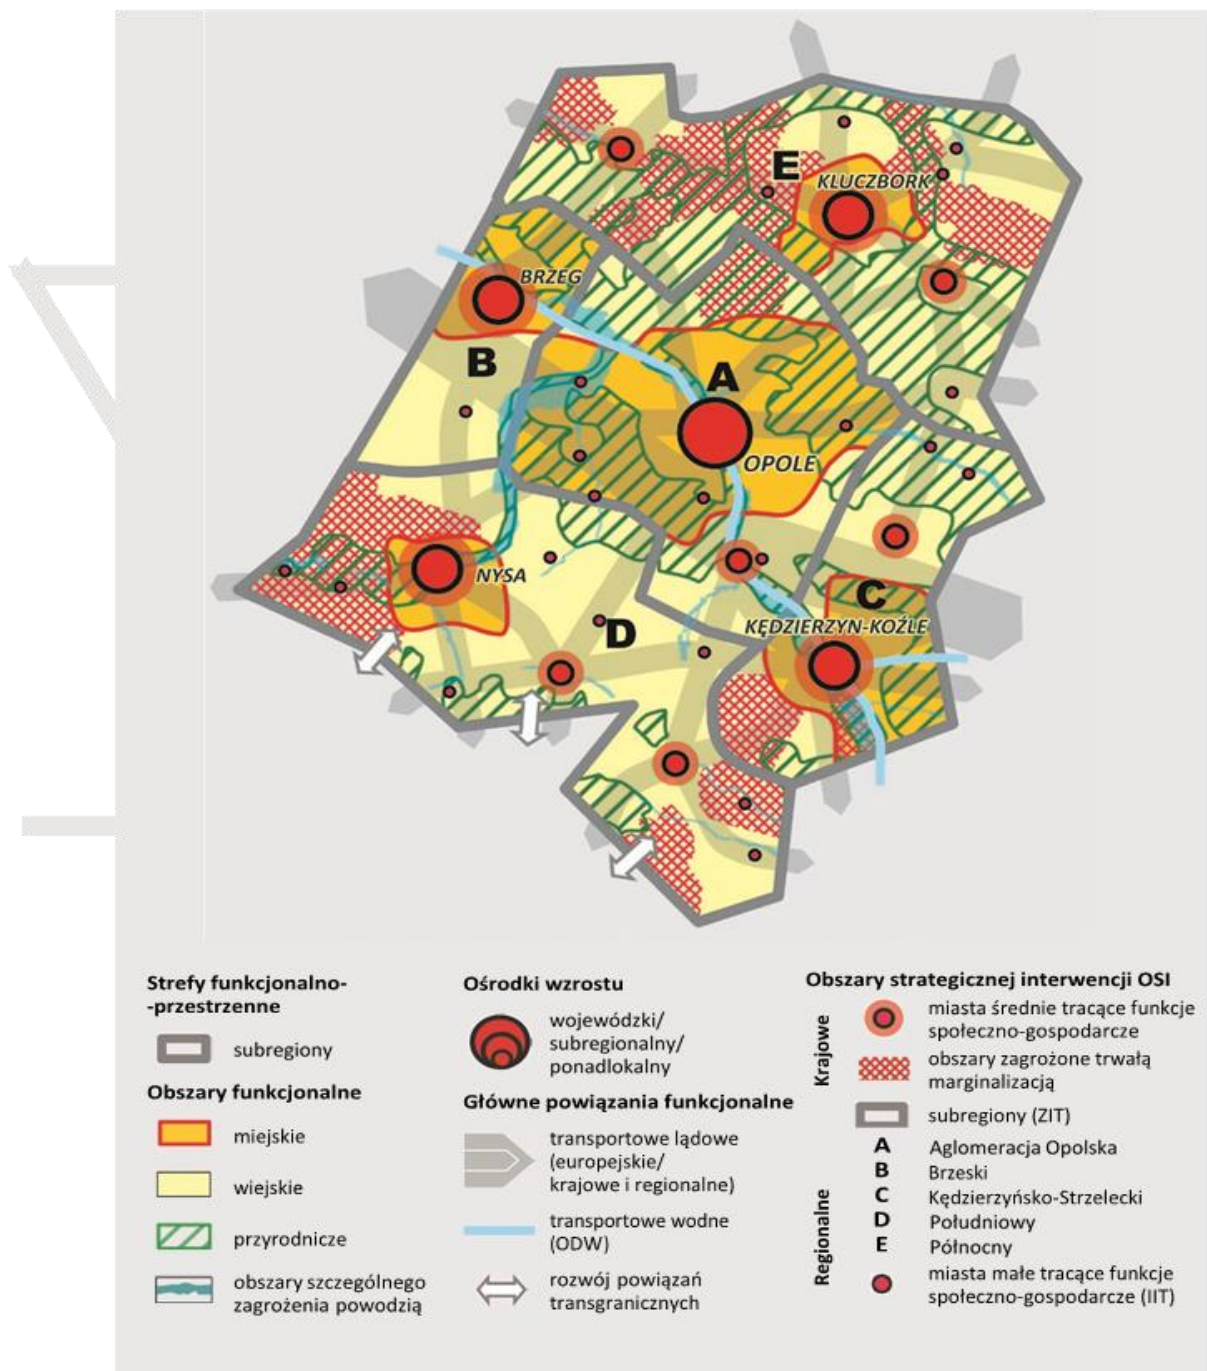 E
KLUCZBORK
BRZEG
B
A
OPOLE
NYSA
C
D
KĘDZIERZYN-KOŹLE
Strefy funkcjonalno-
-przestrzenne
subregiony
Obszary funkcjonalne
miejskie
wiejskie
przyrodnicze
obszary szczególnego
zagrożenia powodzią
Ośrodki wzrostu
wojewódzki/
subregionalny/
ponadlokalny
Główne powiązania funkcjonalne
transportowe lądowe
(europejskie/
krajowe i regionalne)
transportowe wodne
(ODW)
rozwój powiązań
transgranicznych
Obszary strategicznej interwencji OSI
Krajowe
miasta średnie tracące funkcje
społeczno-gospodarcze
obszary zagrożone trwałą
marginalizacją
Regionalne
subregiony (ZIT)
A Aglomeracja Opolska
B Brzeski
C Kędzierzyńsko-Strzelecki
D Południowy
E Północny
miasta małe tracące funkcje
społeczno-gospodarcze (IIT)